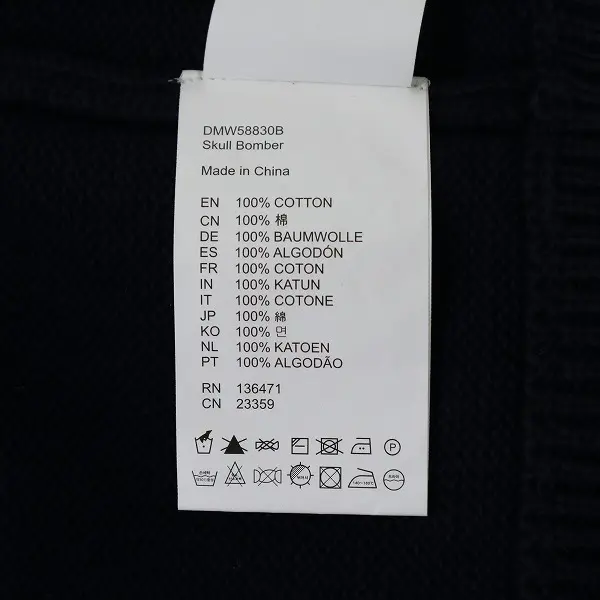 DMW58830B
Skull Bomber
Made in China
EN 100% COTTON
CN 100% 棉
DE 100% BAUMWOLLE
ES 100% ALGODÓN
FR 100% COTON
IN 100% KATUN
IT 100% COTONE
JP 100% 綿
KO 100% 면
NL 100% KATOEN
PT 100% ALGODÃO
RN 136471
CN 23359
P